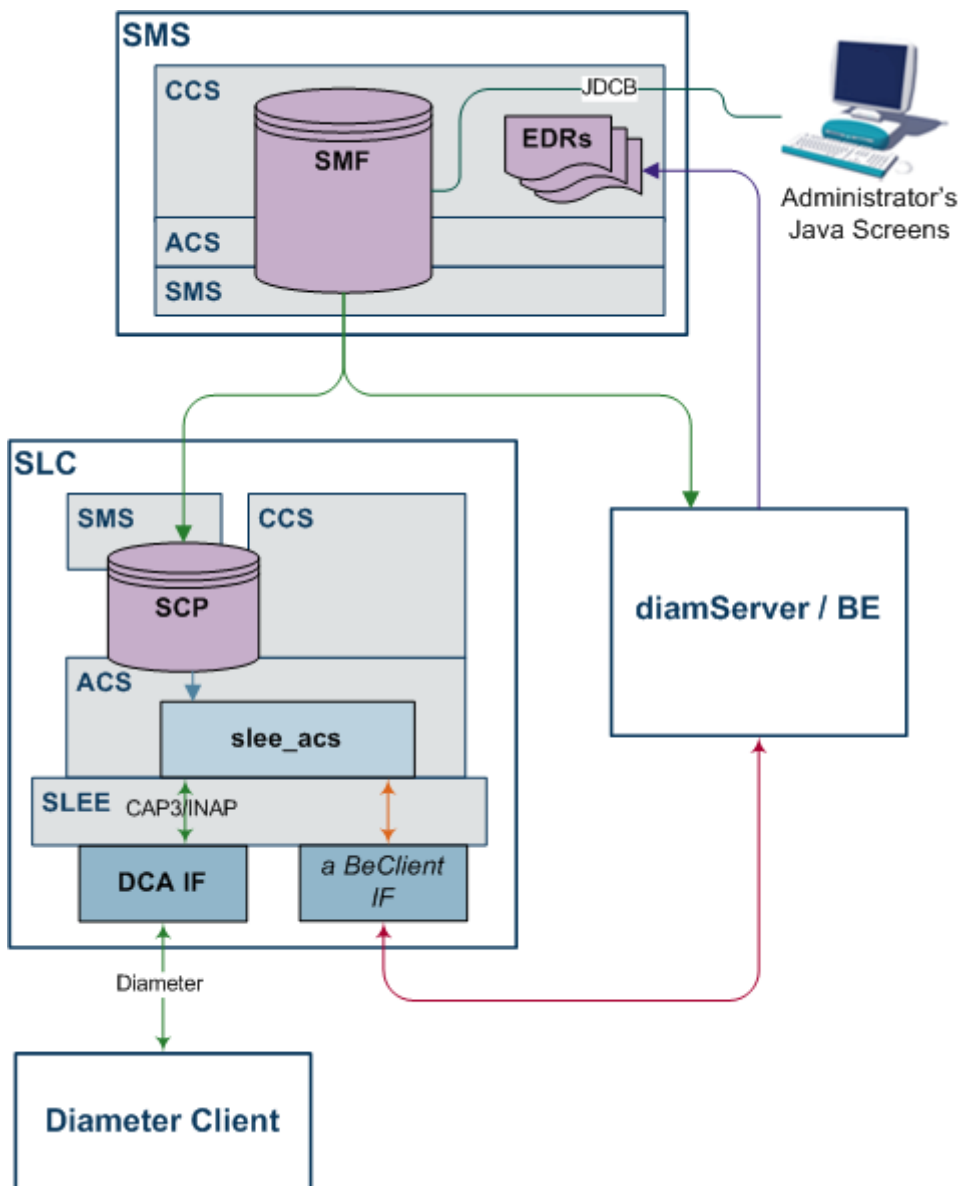 SMS
CCS
JDCB
SMF
EDRs
Administrator's
Java Screens
ACS
SMS
SLC
SMS
CCS
SCP
diamServer / BE
ACS
slee_acs
SLEE
CAP3/INAP
DCA IF
a BeClient
IF
Diameter
Diameter Client